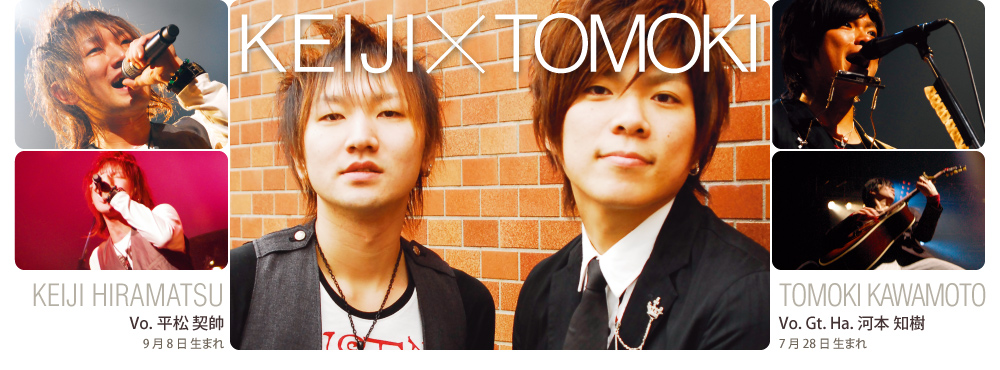 KEIJI×TOMOKI
KEIJI HIRAMATSU
Vo. 平松 契帥
9月8日生まれ
TOMOKI KAWAMOTO
Vo. Gt. Ha. 河本 知樹
7月28日生まれ